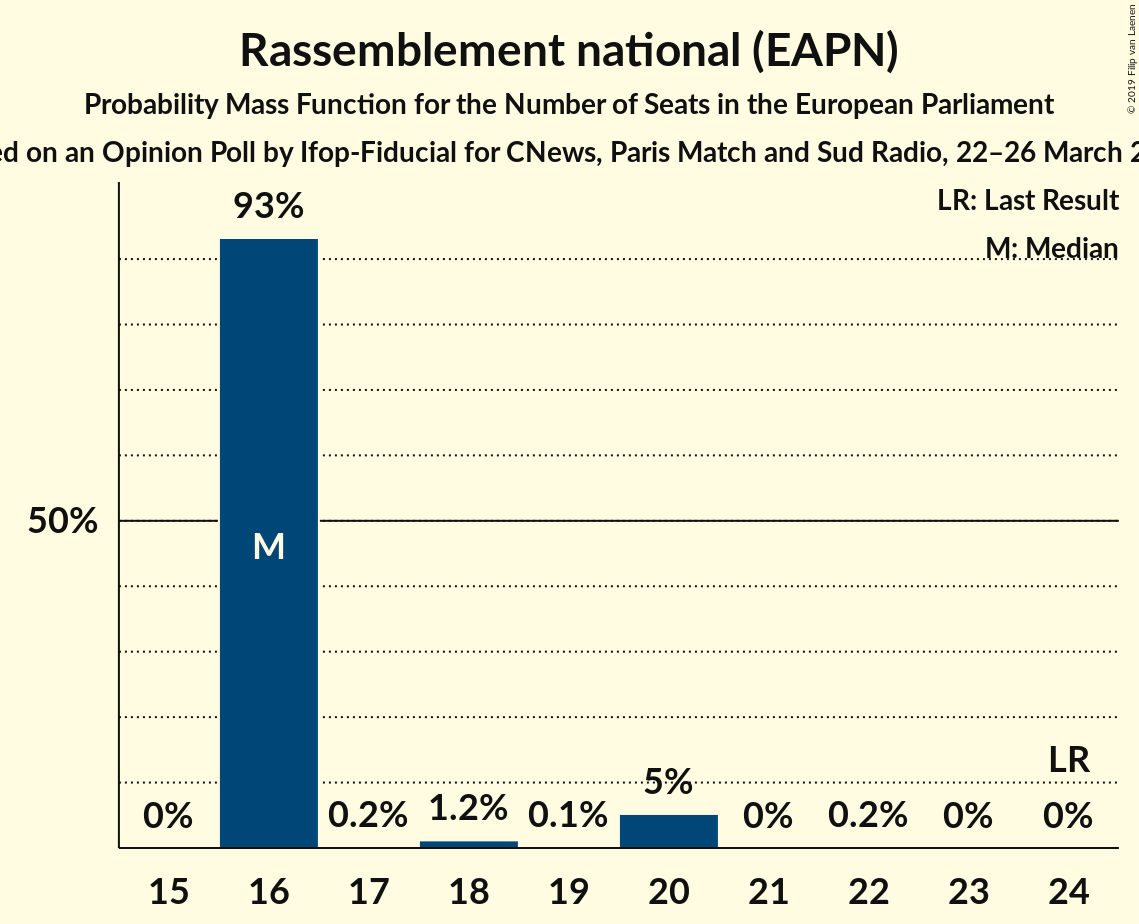 Rassemblement national (EAPN)
Probability Mass Function for the Number of Seats in the European Parliament
on an Opinion Poll by Ifop-Fiducial for CNews, Paris Match and Sud Radio, 22–26 March
© 2019 Filip van Laenen
LR: Last Result
M: Median
93%
50%
M
LR
0%
0.2%
1.2%
0.1%
5%
0%
0.2%
0%
0%
15 16 17 18 19 20 21 22 23 24